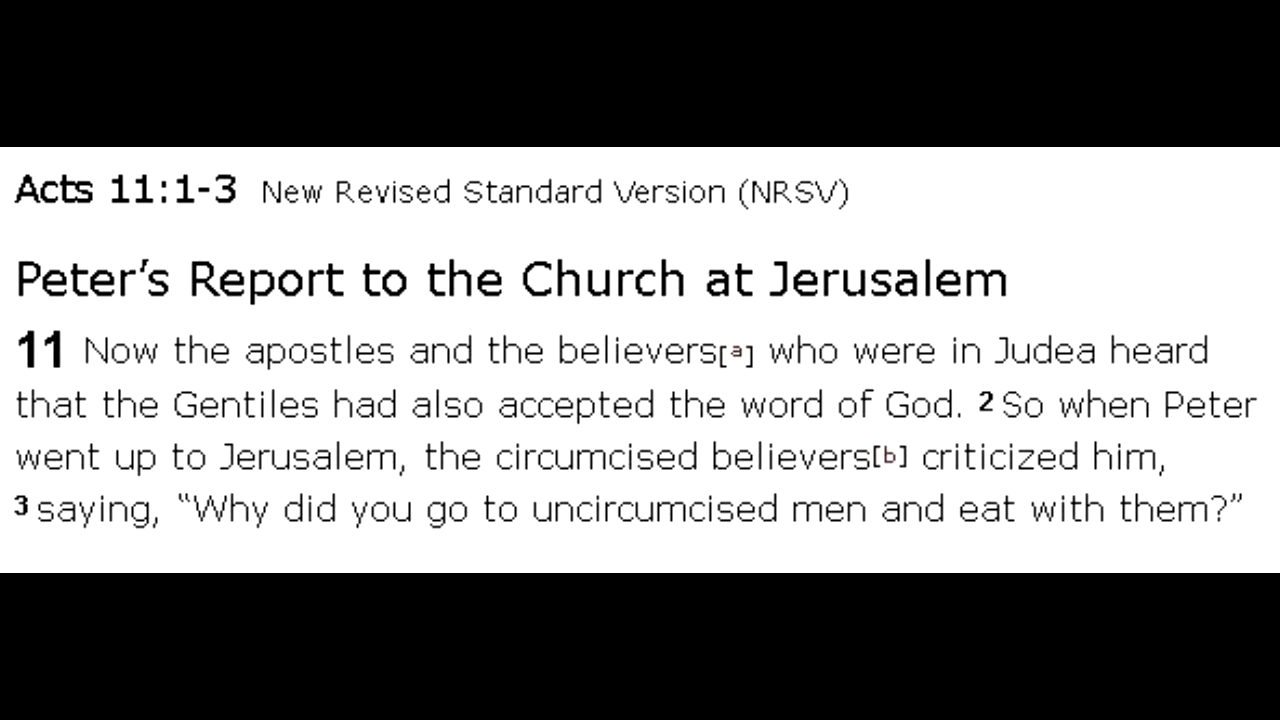 Acts 11:1-3 New Revised Standard Version (NRSV)
Peter’s Report to the Church at Jerusalem
11 Now the apostles and the believers[a] who were in Judea heard
that the Gentiles had also accepted the word of God. 2 So when Peter
went up to Jerusalem, the circumcised believers[b] criticized him,
3 saying, “Why did you go to uncircumcised men and eat with them?”